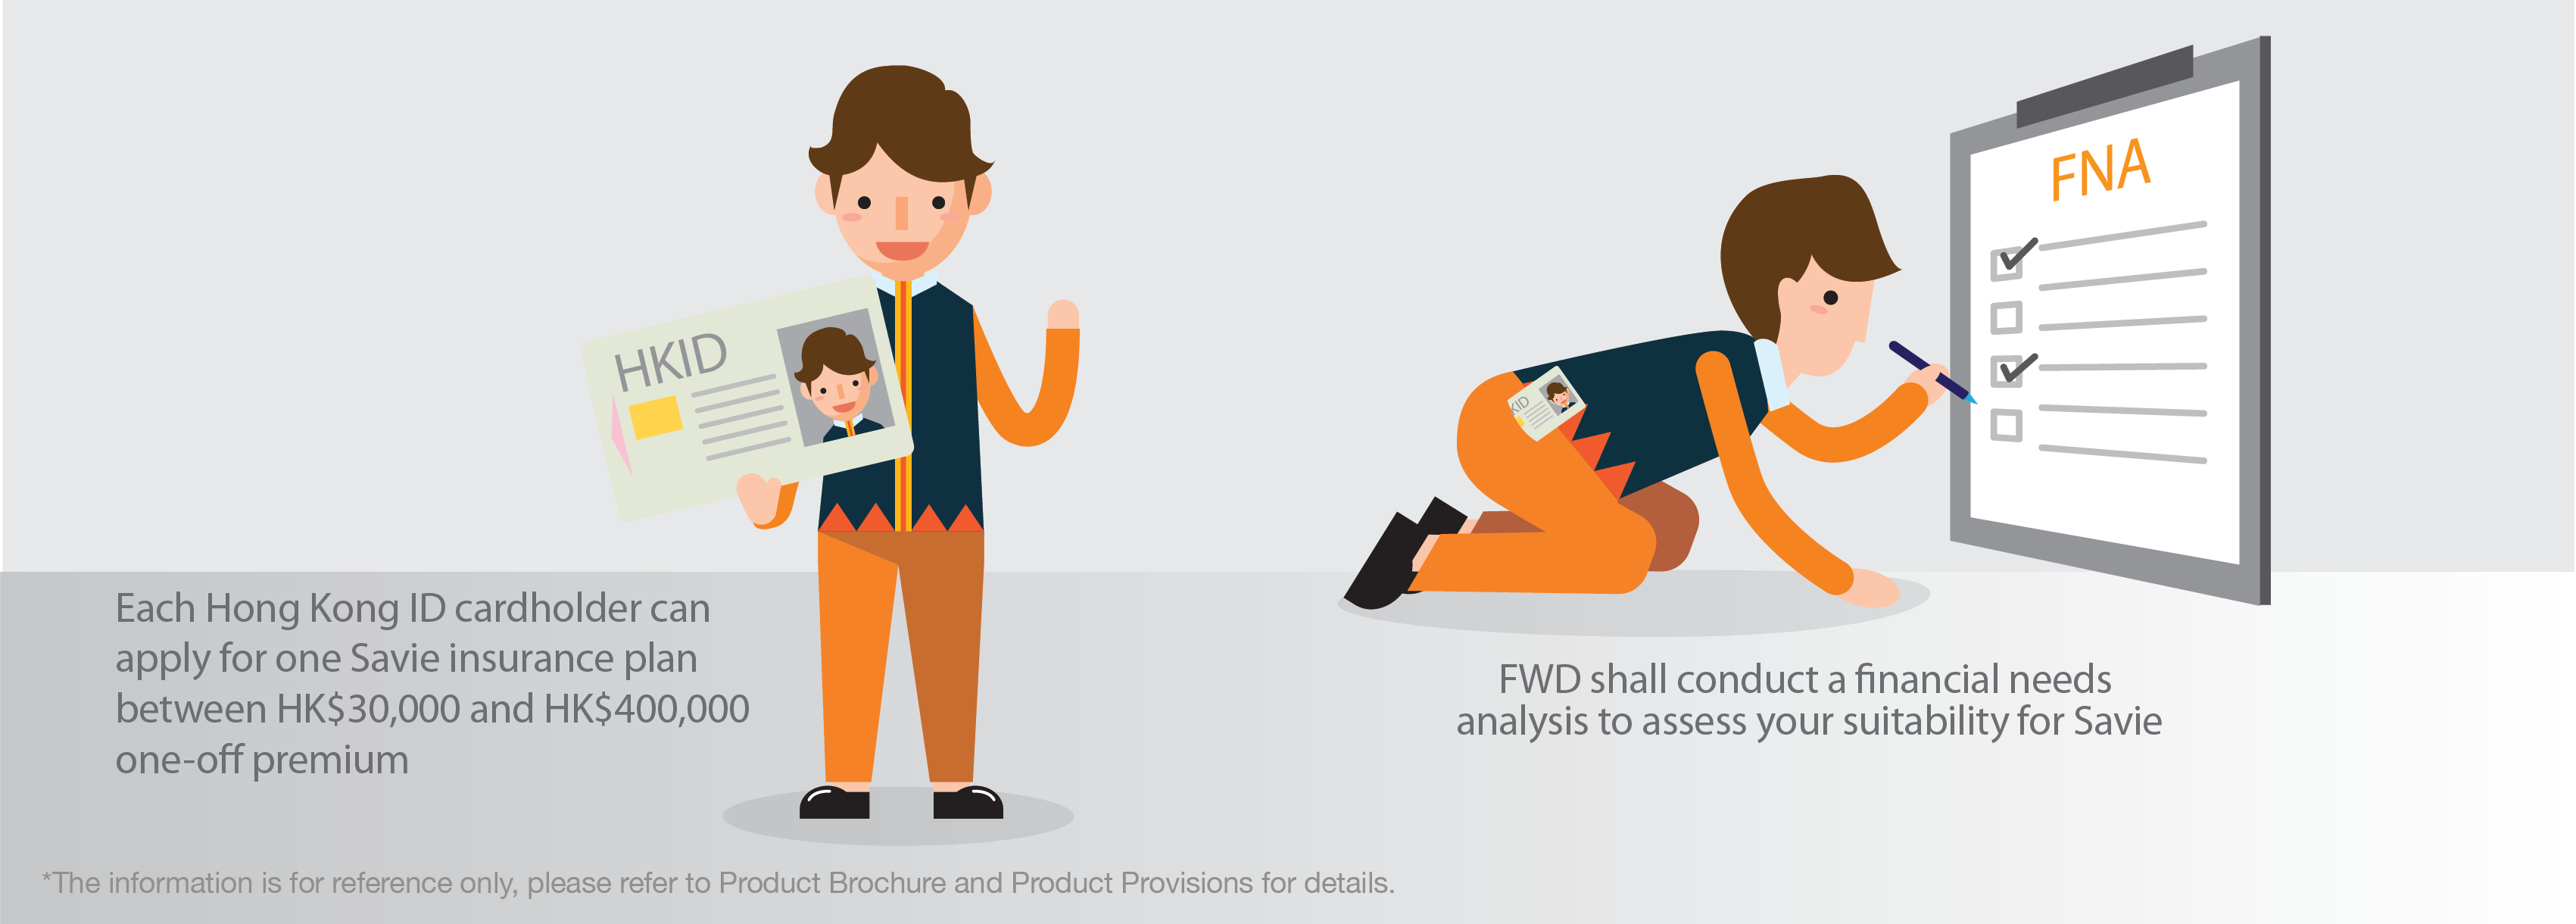 HKID
KID
FNA
Each Hong Kong ID cardholder can
apply for one Savie insurance plan
between HK$30,000 and HK$400,000
one-off premium
FWD shall conduct a financial needs
analysis to assess your suitability for Savie
*The information is for reference only, please refer to Product Brochure and Product Provisions for details.